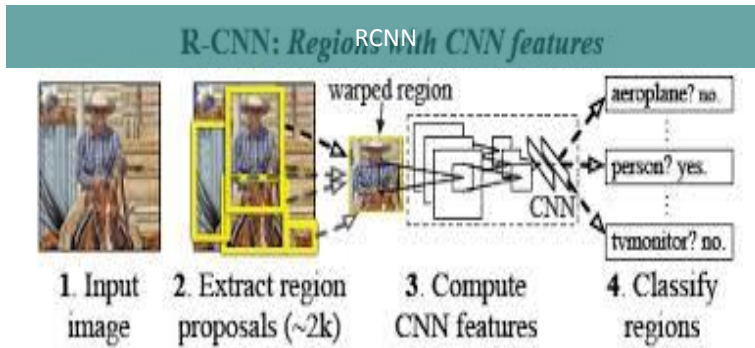 R-CNN: Regions with CNN features
RCNN
warped region
aeroplane? no.
person? yes.
tvmonitor? no.
CNN
1. Input
image
2. Extract region
proposals (~2k)
3. Compute
CNN features
4. Classify
regions